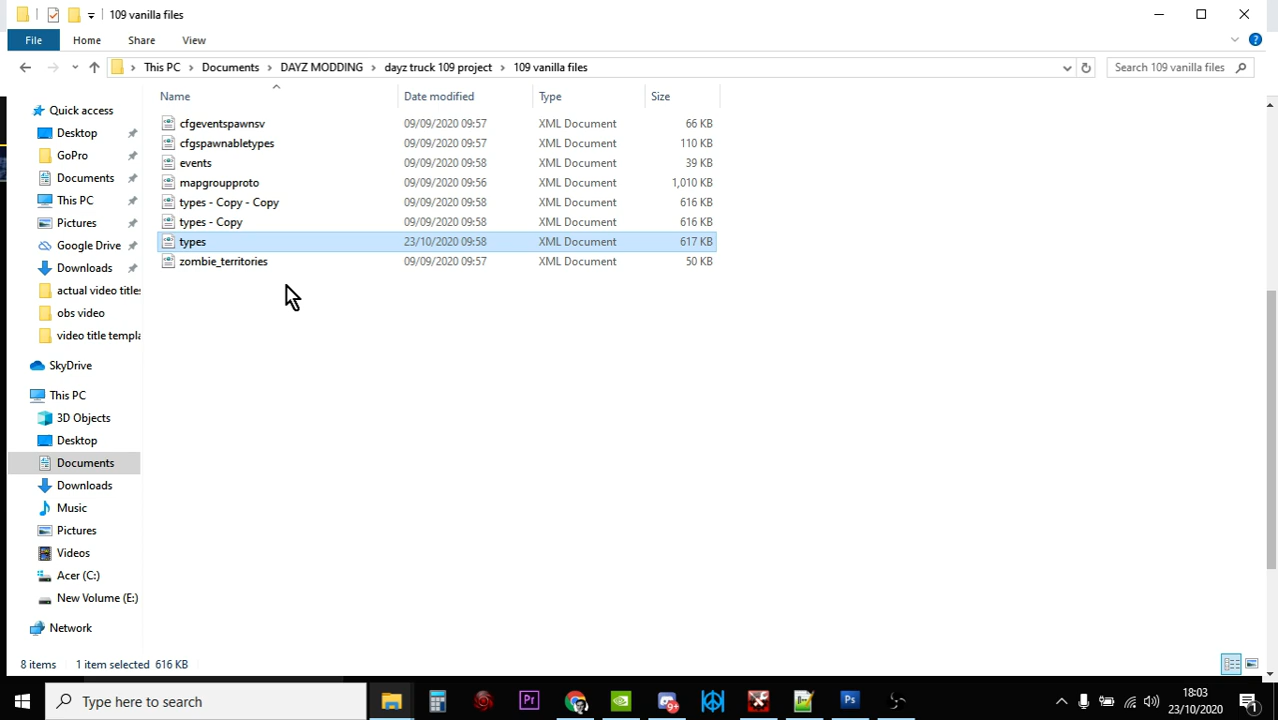 109 vanilla files
File Home Share View
This PC > Documents > DAYZ MODDING > dayz truck 109 project > 109 vanilla files
Search 109 vanilla files
Name Date modified Type Size
Quick access
Desktop
GoPro
Documents
This PC
Pictures
Google Drive
Downloads
actual video titles
obs video
video title templa
SkyDrive
This PC
3D Objects
Desktop
Documents
Downloads
Music
Pictures
Videos
Acer (C:)
New Volume (E:)
Network
cfgeventspawnsv 09/09/2020 09:57 XML Document 66 KB
cfgspawnabletypes 09/09/2020 09:57 XML Document 110 KB
events 09/09/2020 09:58 XML Document 39 KB
mapgroupproto 09/09/2020 09:56 XML Document 1,010 KB
types - Copy - Copy 09/09/2020 09:58 XML Document 616 KB
types - Copy 09/09/2020 09:58 XML Document 616 KB
types 23/10/2020 09:58 XML Document 617 KB
zombie_territories 09/09/2020 09:57 XML Document 50 KB
8 items 1 item selected 616 KB
Type here to search
Pr
Ps
18:03
23/10/2020